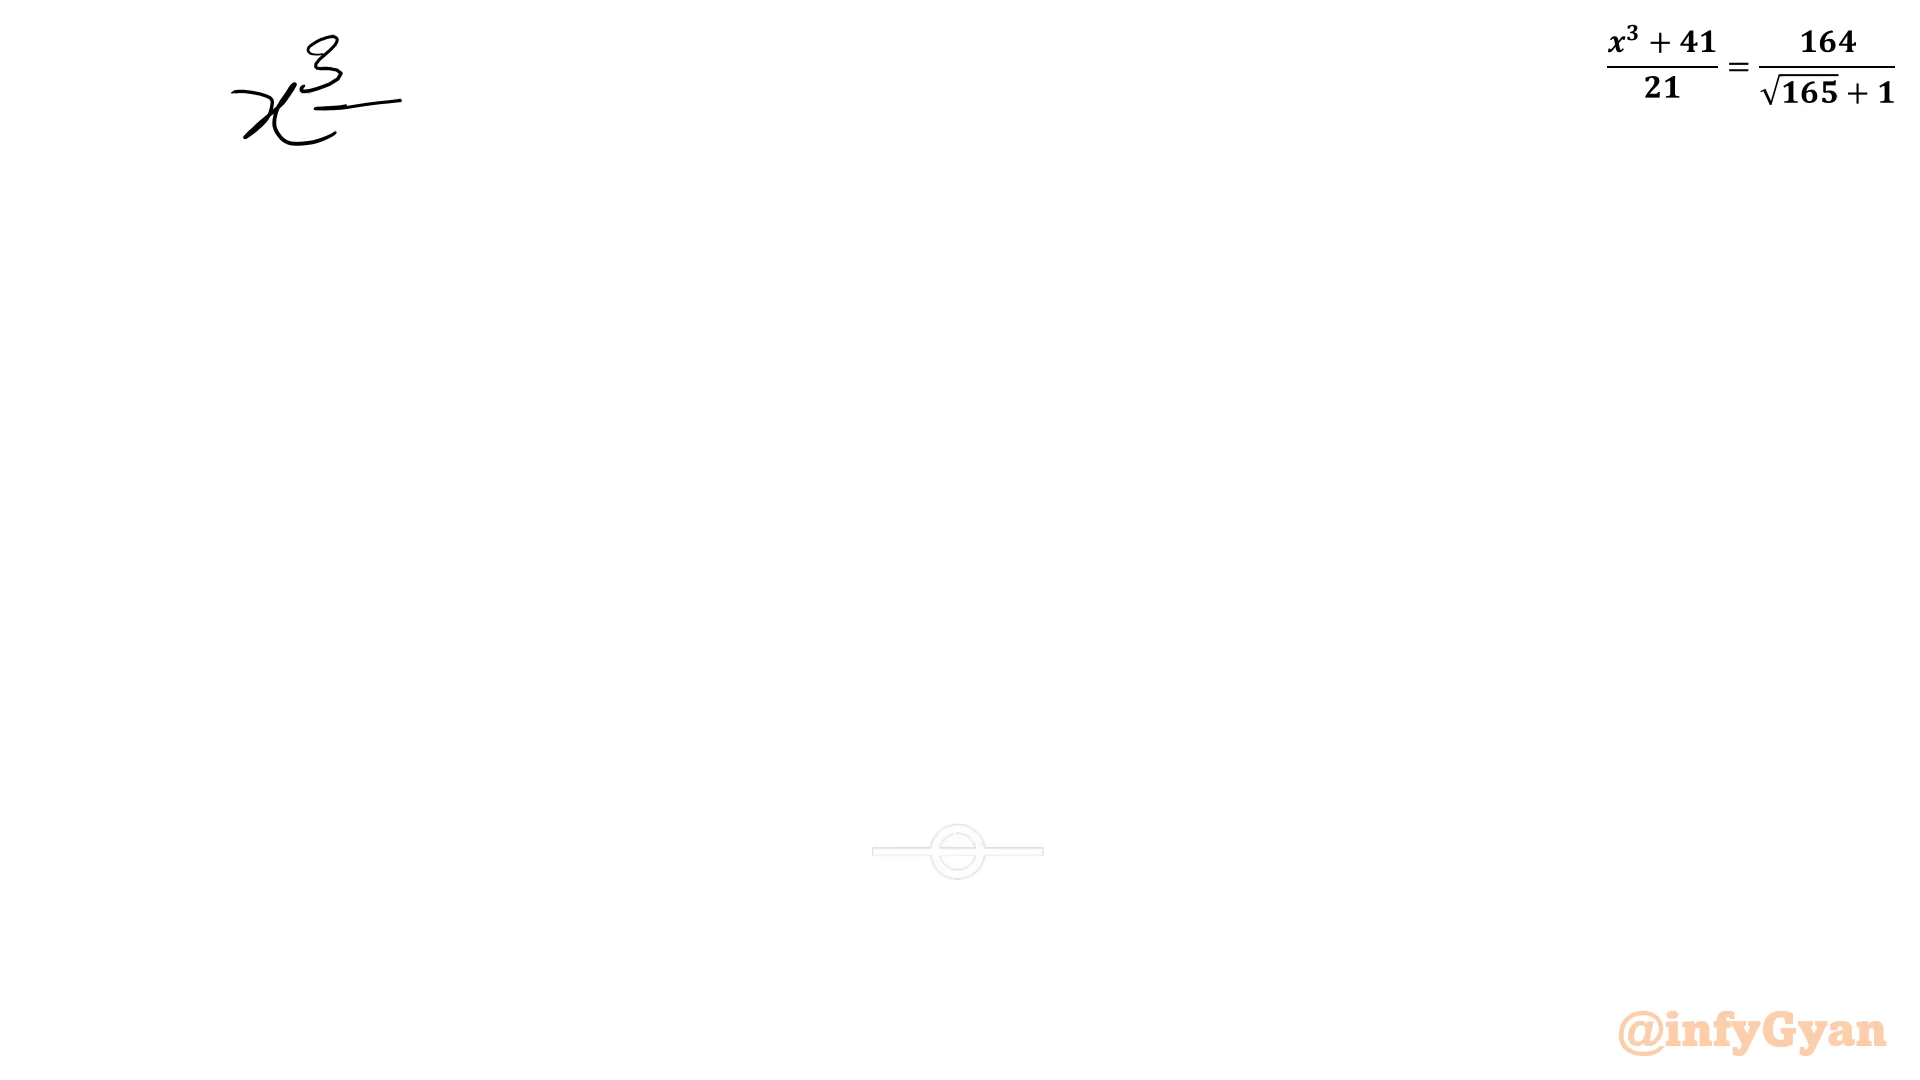 x³ −
x³ + 41 / 21 = 164 / √165 + 1
@infyGyan